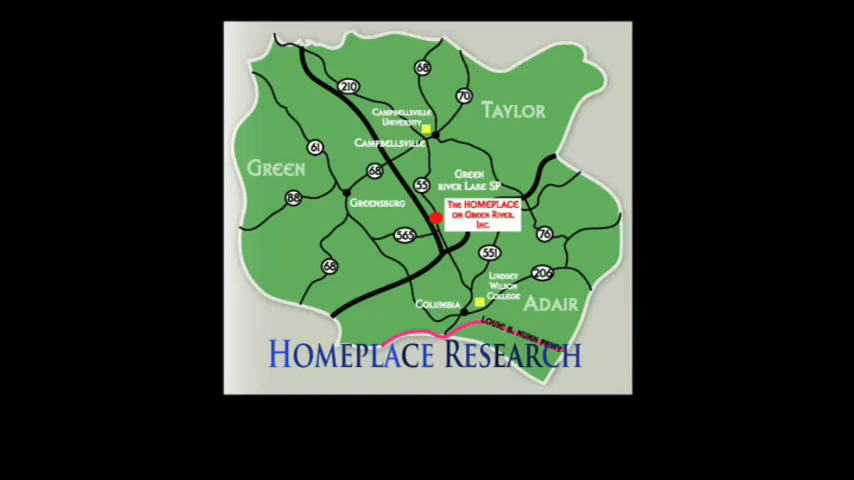 68
210
70
Taylor
Campbellsville
University
Campbellsville
61
Green
68
55
Green
river Lake SP
88
Greensburg
The HOMEPLACE
on Green River,
Inc.
565
76
551
68
206
Lindsey
Wilson
College
Columbia
Adair
Louie B. Nunn Pkwy
Homeplace Research